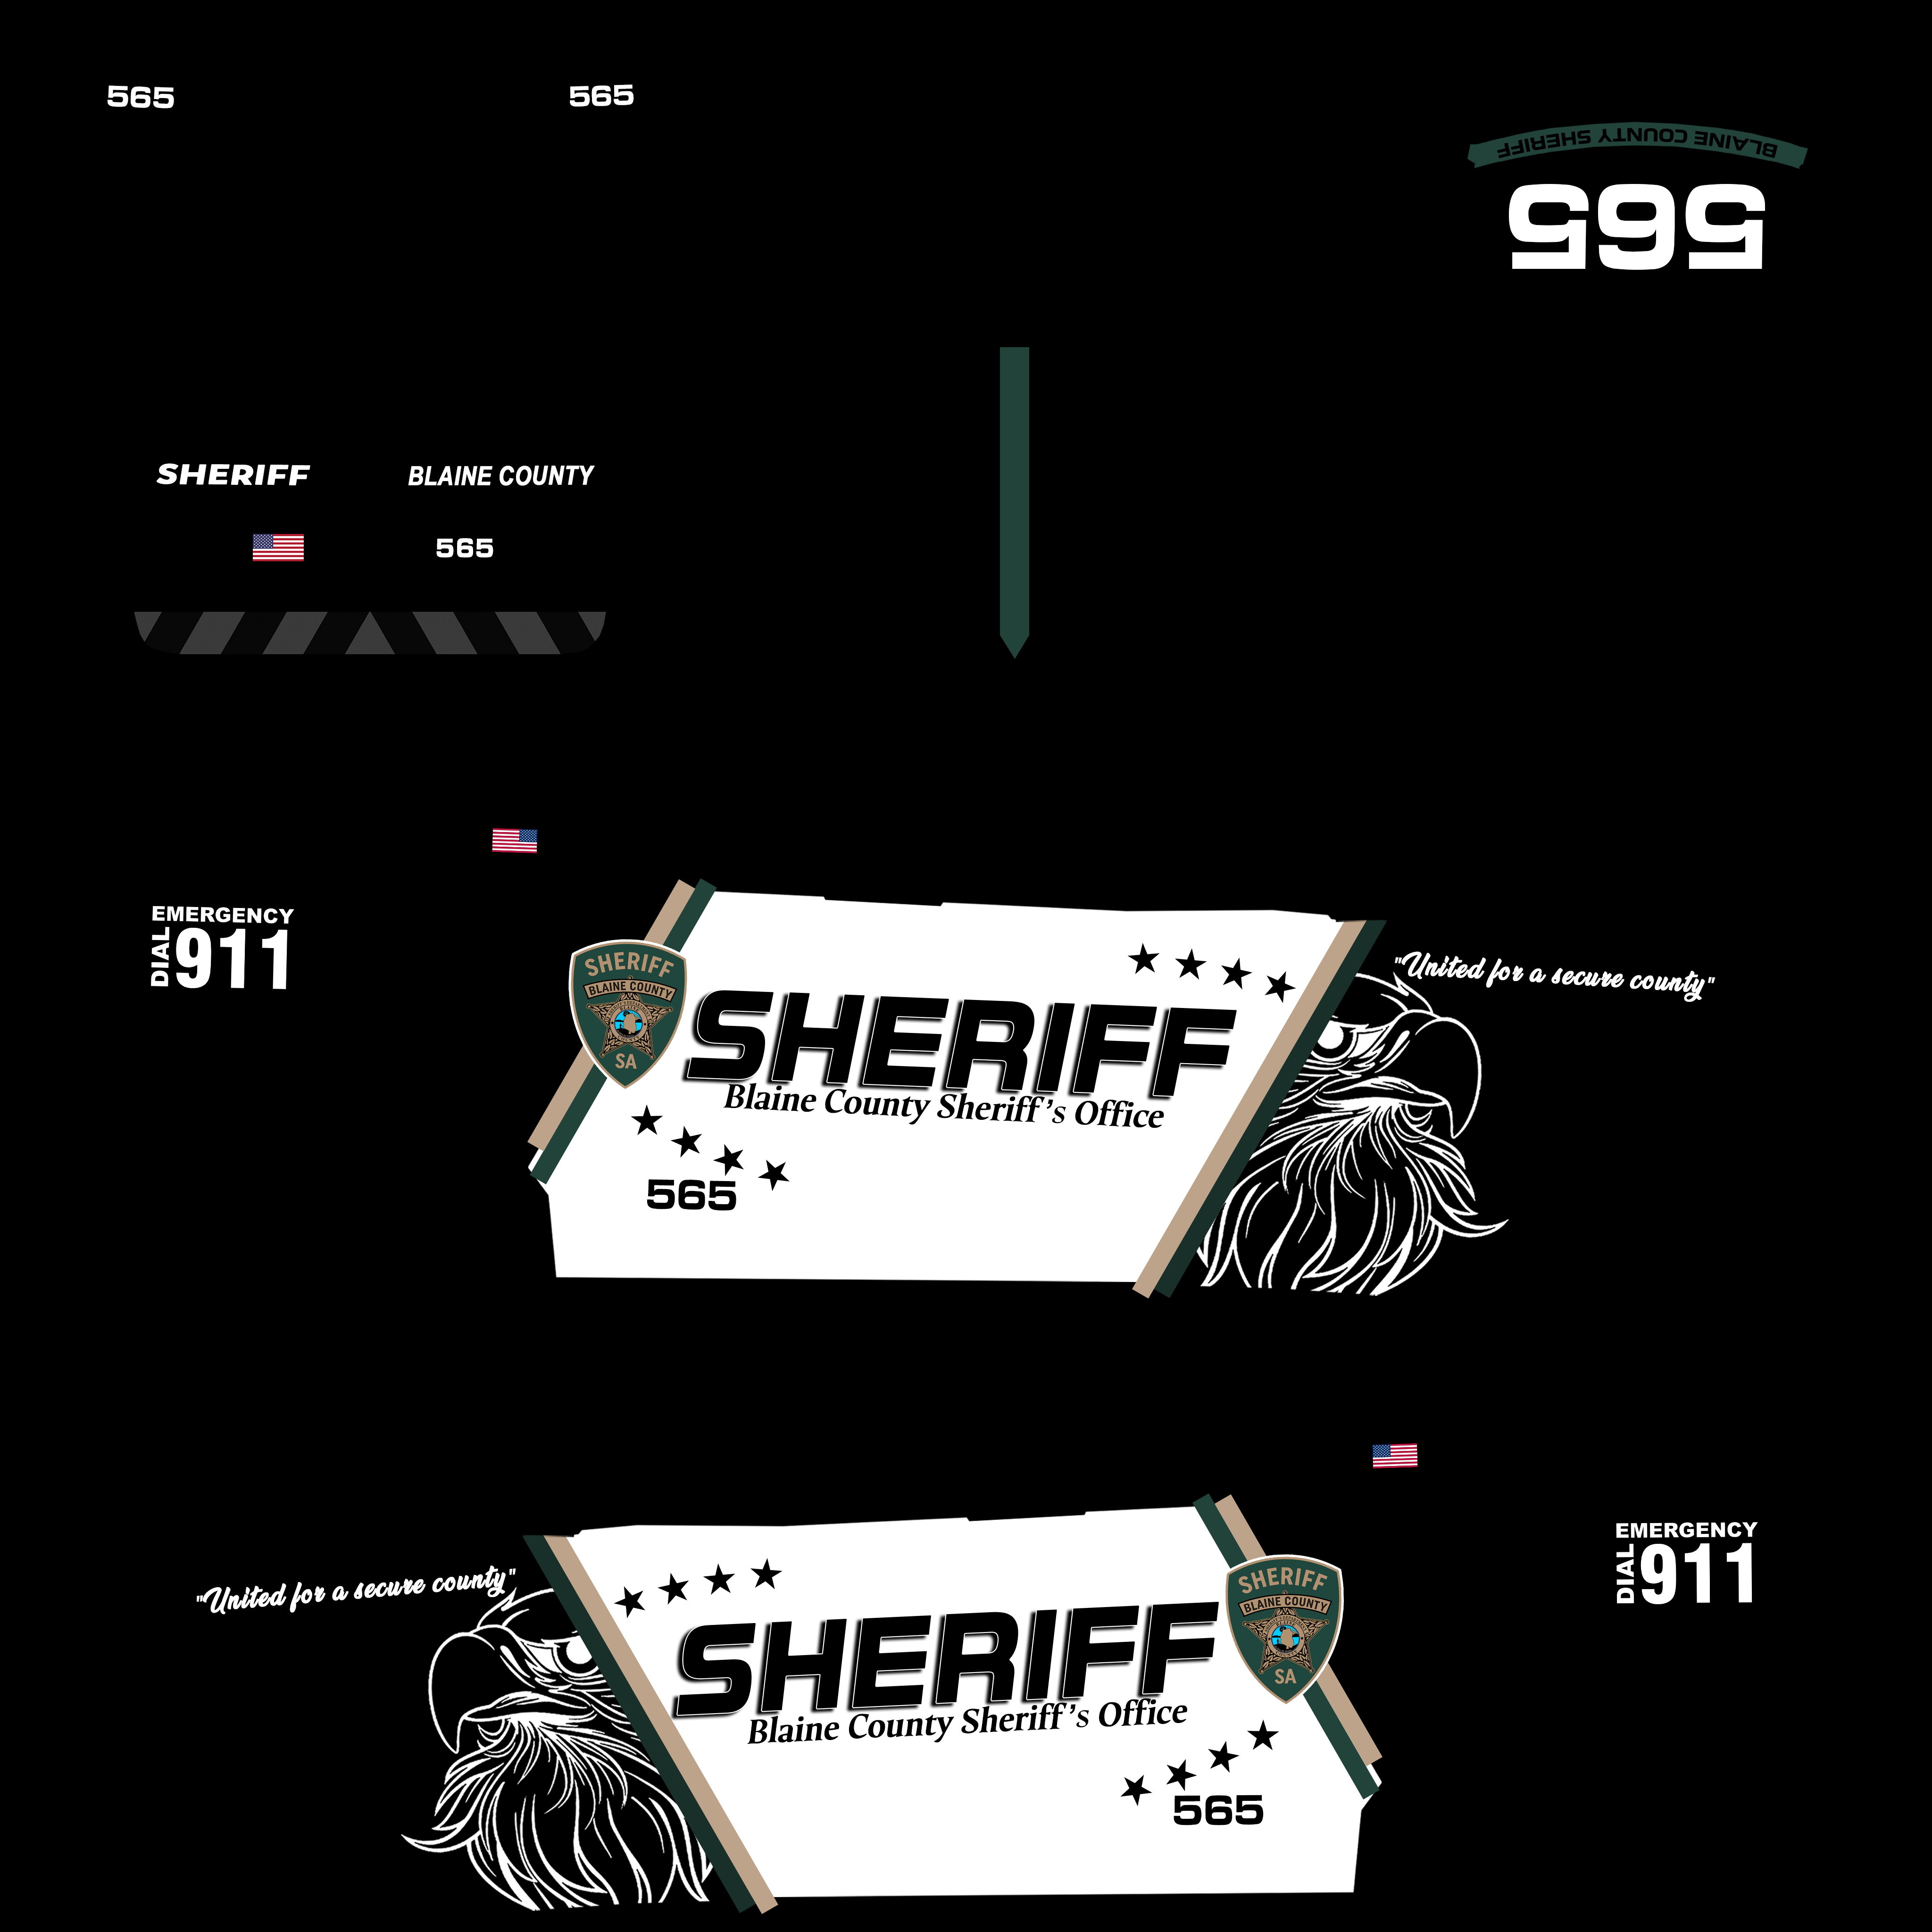 565
565
BLAINE COUNTY SHERIFF
565
SHERIFF
BLAINE COUNTY
565
EMERGENCY
DIAL
911
SHERIFF
BLAINE COUNTY
SA
SHERIFF
Blaine County Sheriff's Office
565
"United for a secure county"
"United for a secure county"
SHERIFF
Blaine County Sheriff's Office
SHERIFF
BLAINE COUNTY
SA
565
EMERGENCY
DIAL
911